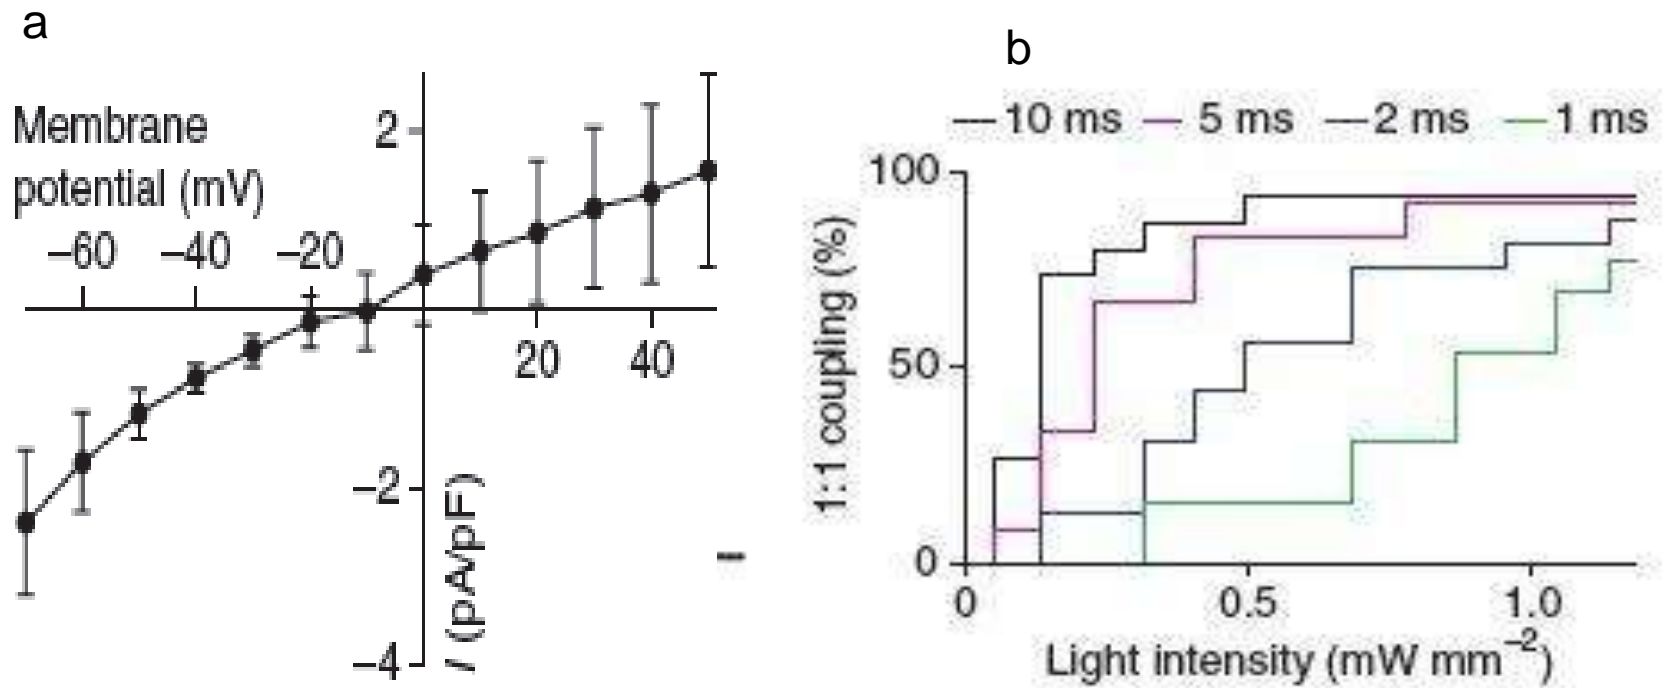 a
Membrane
potential (mV)
–60 –40 –20
20 40
2
–2
–4
I (pA/pF)
b
10 ms 5 ms 2 ms 1 ms
100
50
0
1:1 coupling (%)
0 0.5 1.0
Light intensity (mW mm⁻²)